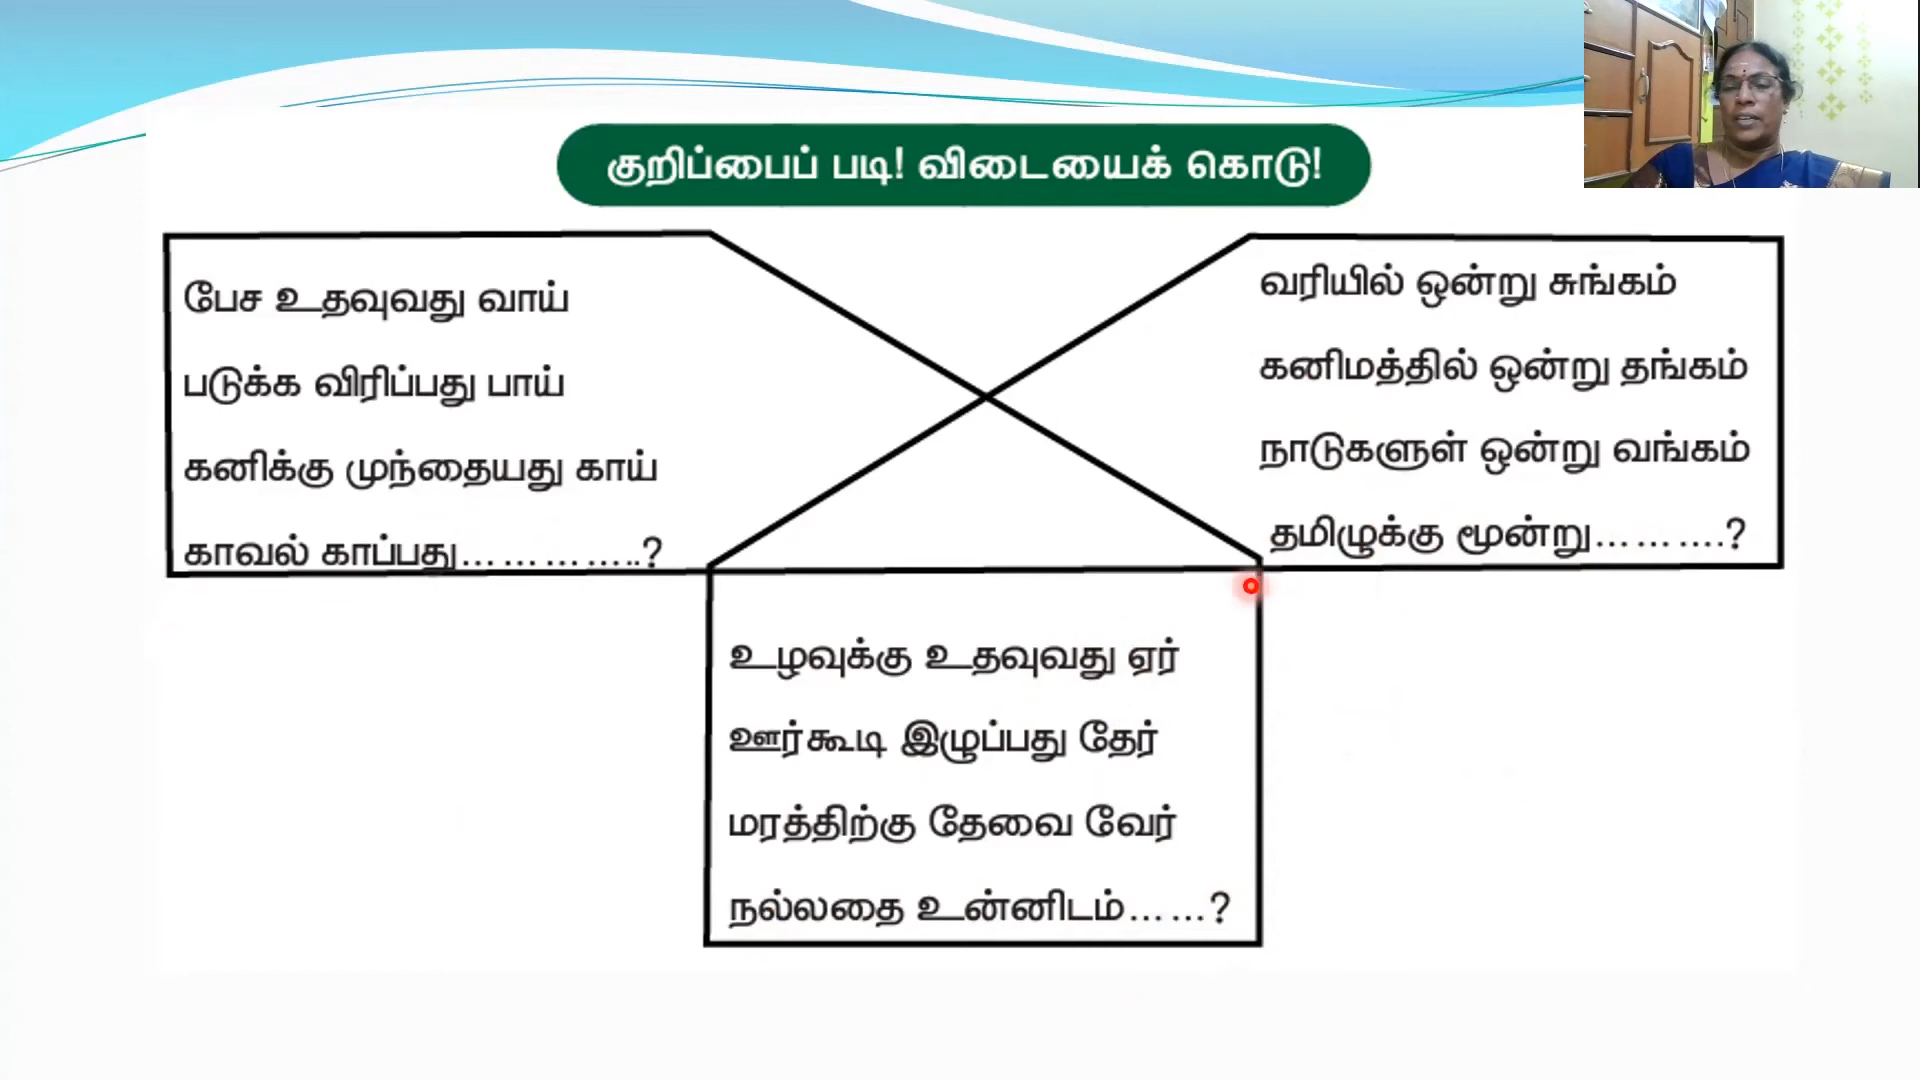 குறிப்பைப் படி! விடையைக் கொடு!
பேச உதவுவது வாய்
படுக்க விரிப்பது பாய்
கனிக்கு முந்தையது காய்
காவல் காப்பது…………..?
வரியில் ஒன்று சுங்கம்
கனிமத்தில் ஒன்று தங்கம்
நாடுகளுள் ஒன்று வங்கம்
தமிழுக்கு மூன்று……….?
உழவுக்கு உதவுவது ஏர்
ஊர்கூடி இழுப்பது தேர்
மரத்திற்கு தேவை வேர்
நல்லதை உன்னிடம்……?